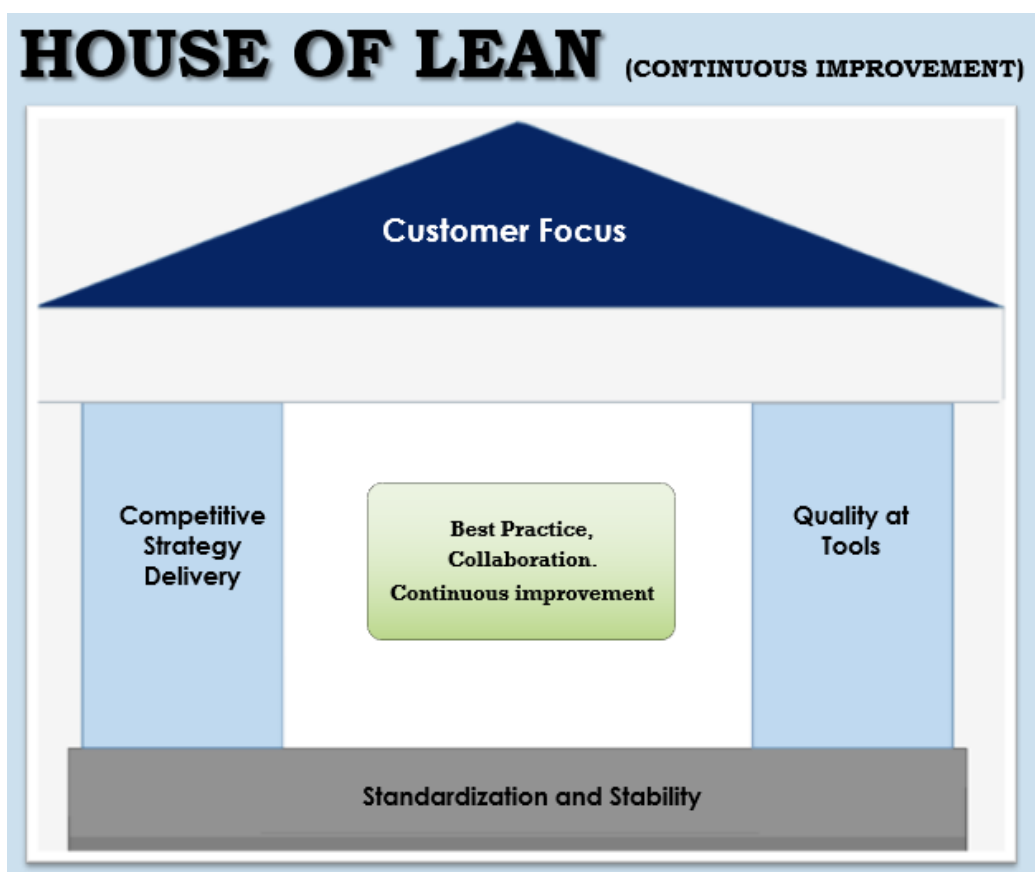 HOUSE OF LEAN (CONTINUOUS IMPROVEMENT)
Customer Focus
Competitive
Strategy
Delivery
Best Practice,
Collaboration.
Continuous improvement
Quality at
Tools
Standardization and Stability